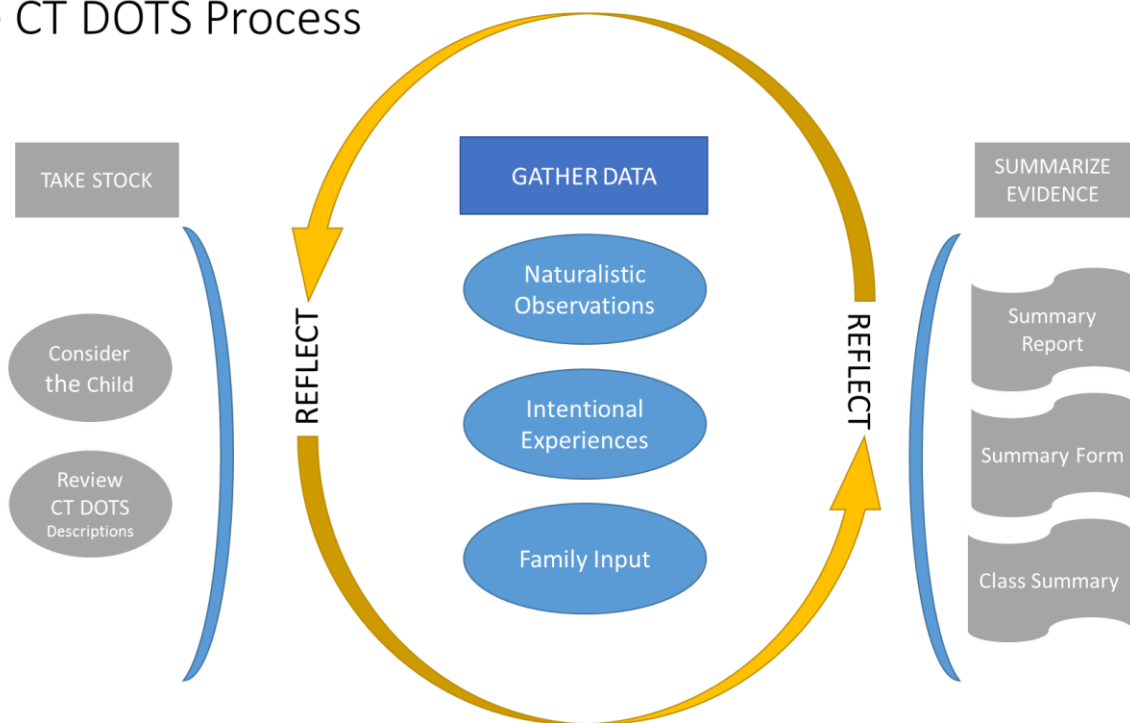 CT DOTS Process
TAKE STOCK
Consider
the Child
Review
CT DOTS
Descriptions
REFLECT
GATHER DATA
Naturalistic
Observations
Intentional
Experiences
Family Input
REFLECT
SUMMARIZE
EVIDENCE
Summary
Report
Summary Form
Class Summary